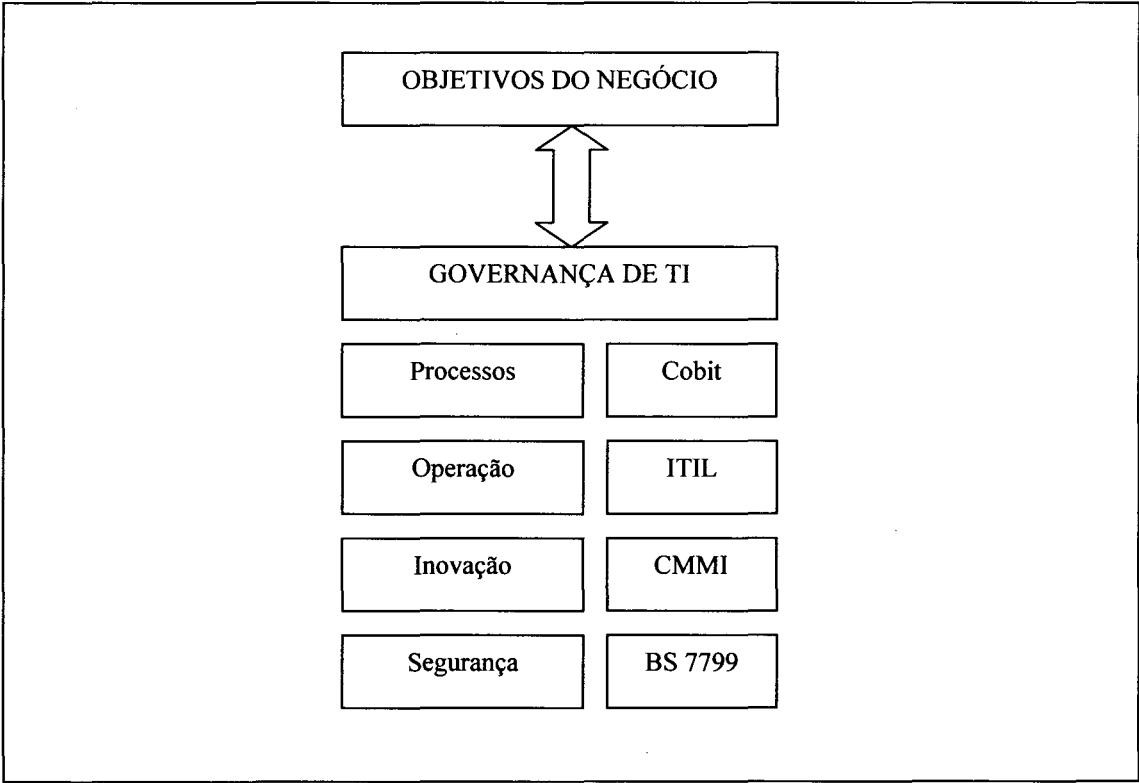 OBJETIVOS DO NEGÓCIO
GOVERNANÇA DE TI
Processos
Cobit
Operação
ITIL
Inovação
CMMI
Segurança
BS 7799